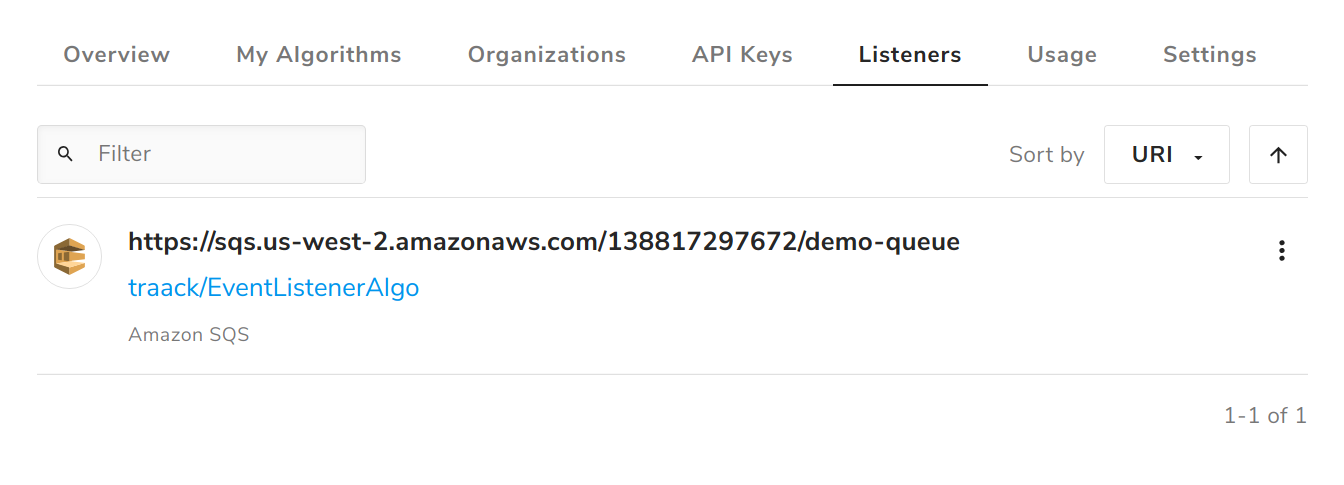 Overview My Algorithms Organizations API Keys Listeners Usage Settings
Filter Sort by URI
https://sqs.us-west-2.amazonaws.com/138817297672/demo-queue
traack/EventListenerAlgo
Amazon SQS
1-1 of 1